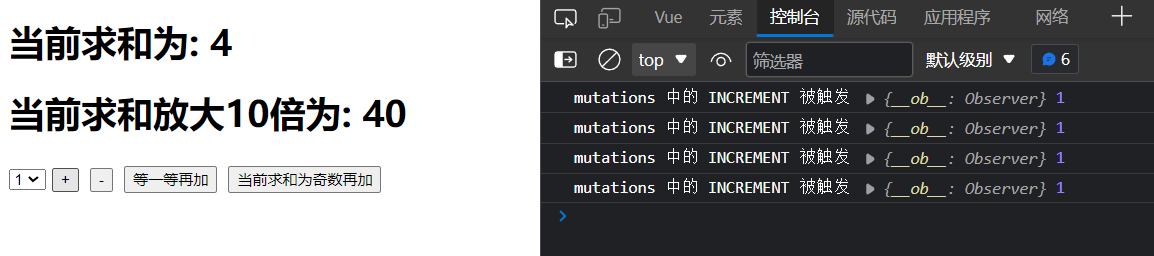 当前求和为: 4
当前求和放大10倍为: 40
1 + - 等一等再加 当前求和为奇数再加
Vue 元素 控制台 源代码 应用程序 网络
top 筛选器 默认级别 6
mutations 中的 INCREMENT 被触发 {__ob__: Observer} 1
mutations 中的 INCREMENT 被触发 {__ob__: Observer} 1
mutations 中的 INCREMENT 被触发 {__ob__: Observer} 1
mutations 中的 INCREMENT 被触发 {__ob__: Observer} 1